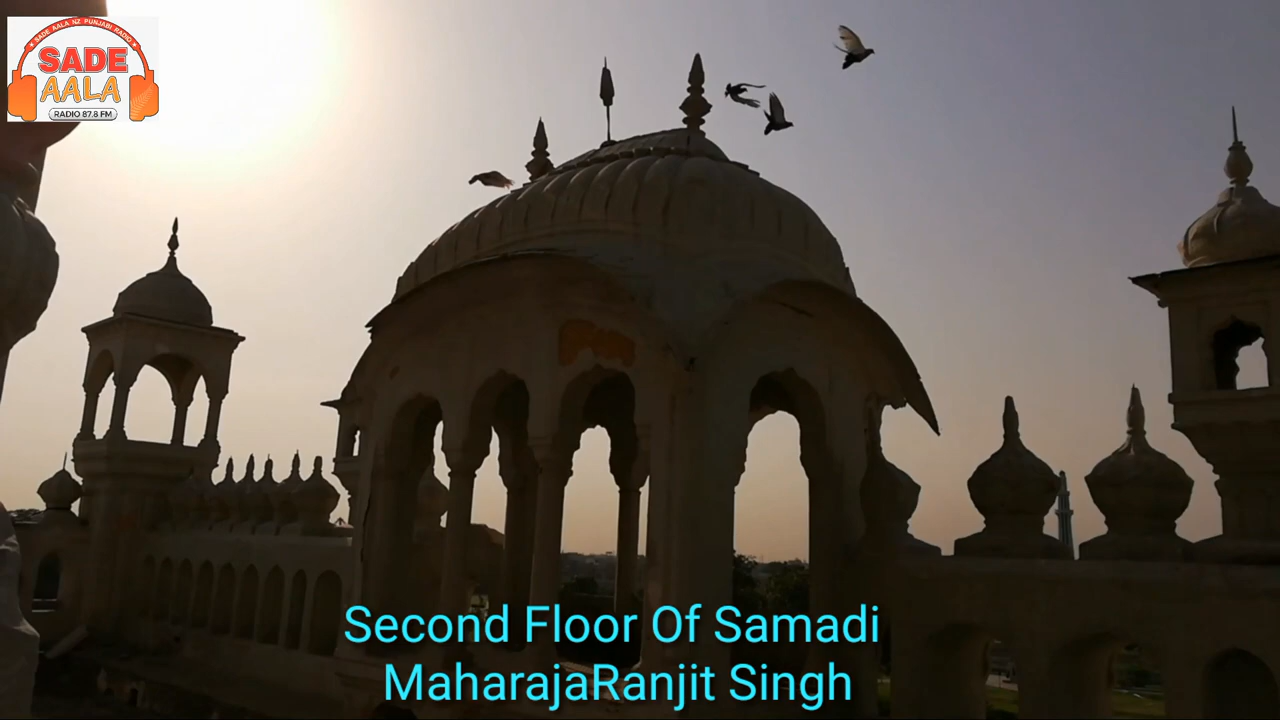 SADE AALA NZ PUNJABI RADIO
SADE
AALA
RADIO 87.8 FM
Second Floor Of Samadi
MaharajaRanjit Singh